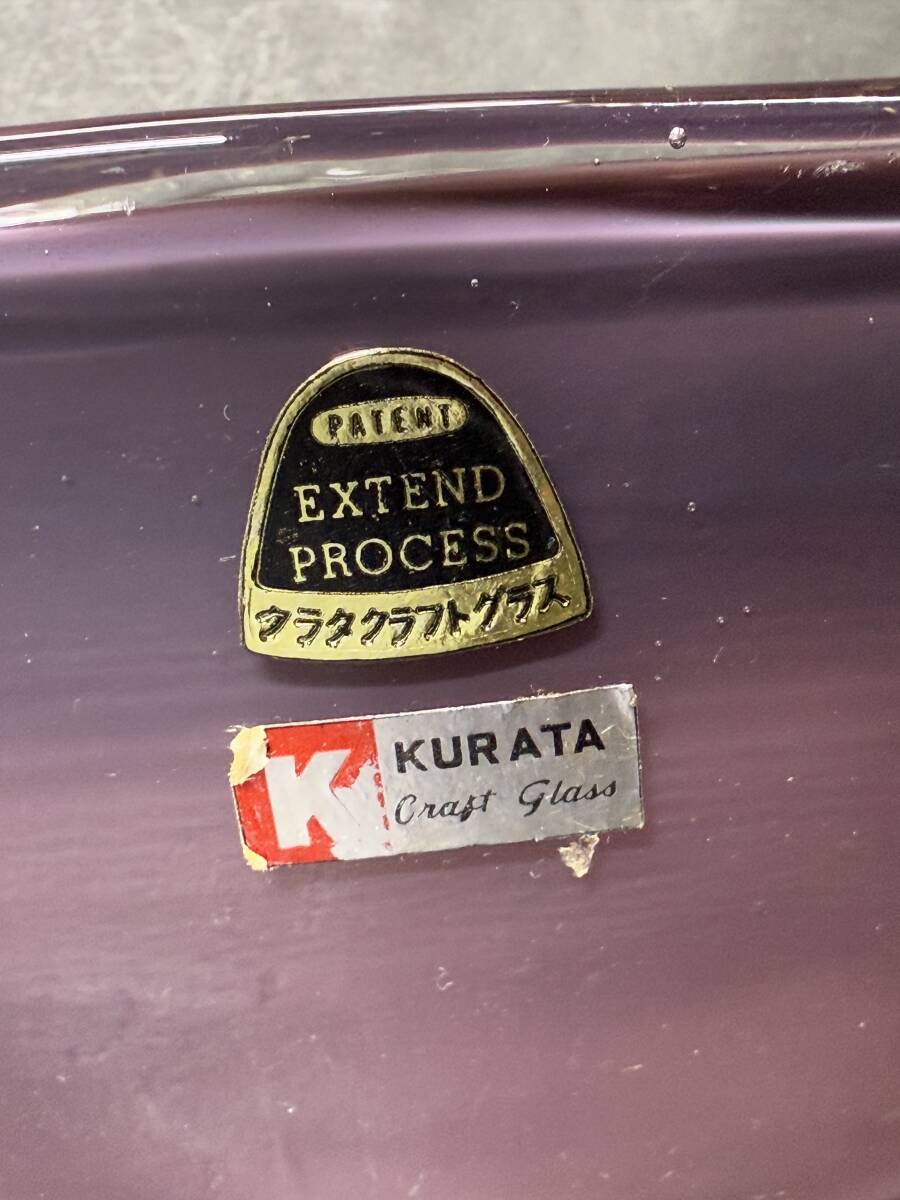 PATENT
EXTEND
PROCESS
クラタクラフトグラス
K
KURATA
Craft Glass